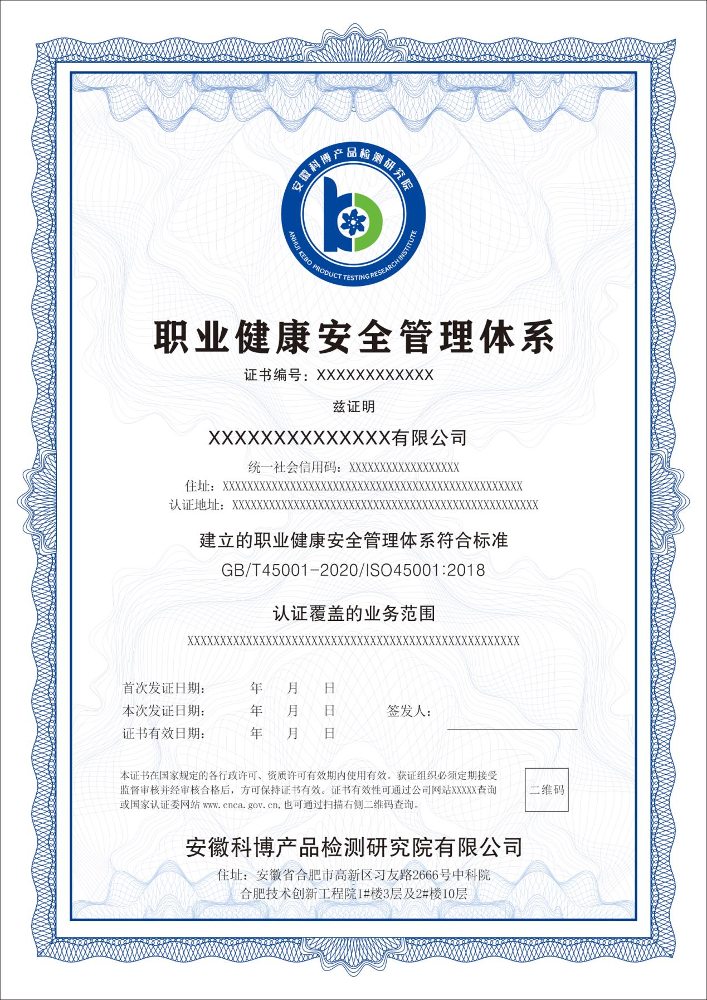 安徽科博产品检测研究院
ANHUI KEBO PRODUCT TESTING RESEARCH INSTITUTE
职业健康安全管理体系
证书编号：XXXXXXXXXXXX
兹证明
XXXXXXXXXXXXXX有限公司
统一社会信用码：XXXXXXXXXXXXXXXXXX
住址：XXXXXXXXXXXXXXXXXXXXXXXXXXXXXXXXXXXXXXXXXXXXXXXXX
认证地址：XXXXXXXXXXXXXXXXXXXXXXXXXXXXXXXXXXXXXXXXXXXXXXXXXX
建立的职业健康安全管理体系符合标准
GB/T45001-2020/ISO45001:2018
认证覆盖的业务范围
XXXXXXXXXXXXXXXXXXXXXXXXXXXXXXXXXXXXXXXXXXXXXXXXXXX
首次发证日期： 年 月 日
本次发证日期： 年 月 日 签发人：
证书有效日期： 年 月 日
本证书在国家规定的各行政许可、资质许可有效期内使用有效。获证组织必须定期接受
监督审核并经审核合格后，方可保持证书有效。证书有效性可通过公司网站XXXXX查询
或国家认证委网站 www.cnca.gov.cn,也可通过扫描右侧二维码查询。
二维码
安徽科博产品检测研究院有限公司
住址：安徽省合肥市高新区习友路2666号中科院
合肥技术创新工程院1#楼3层及2#楼10层